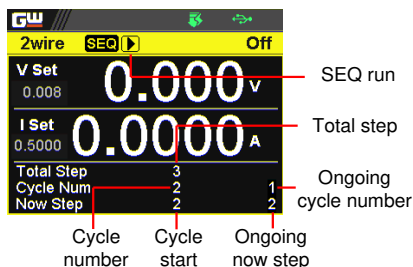 GW
2wire SEQ Off
V Set
0.008
0.000 V
SEQ run
I Set
0.5000
0.0000 A
Total step
Total Step 3
Cycle Num 2 1
Now Step 2 2
Ongoing
cycle number
Cycle
number
Cycle
start
Ongoing
now step